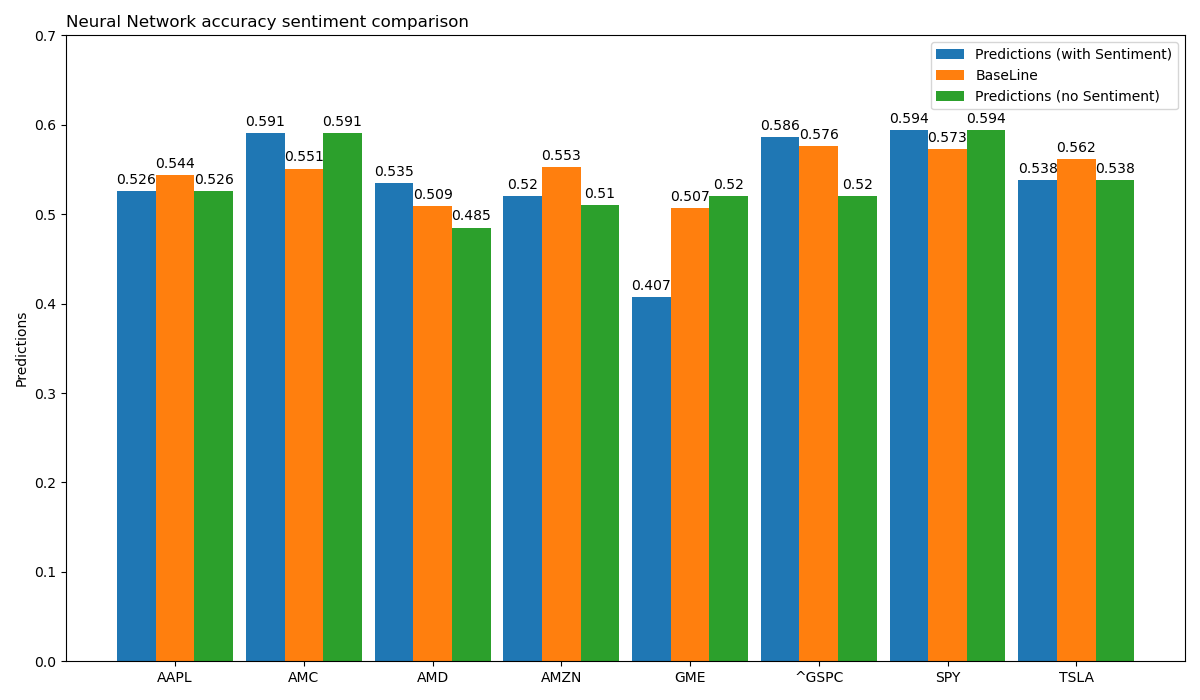 Neural Network accuracy sentiment comparison
0.7
0.6
0.5
0.4
0.3
0.2
0.1
0.0
Predictions
Predictions (with Sentiment)
BaseLine
Predictions (no Sentiment)
0.526 0.544 0.526
0.591 0.551 0.591
0.535 0.509 0.485
0.52 0.553 0.51
0.407 0.507 0.52
0.586 0.576 0.52
0.594 0.573 0.594
0.538 0.562 0.538
AAPL AMC AMD AMZN GME ^GSPC SPY TSLA